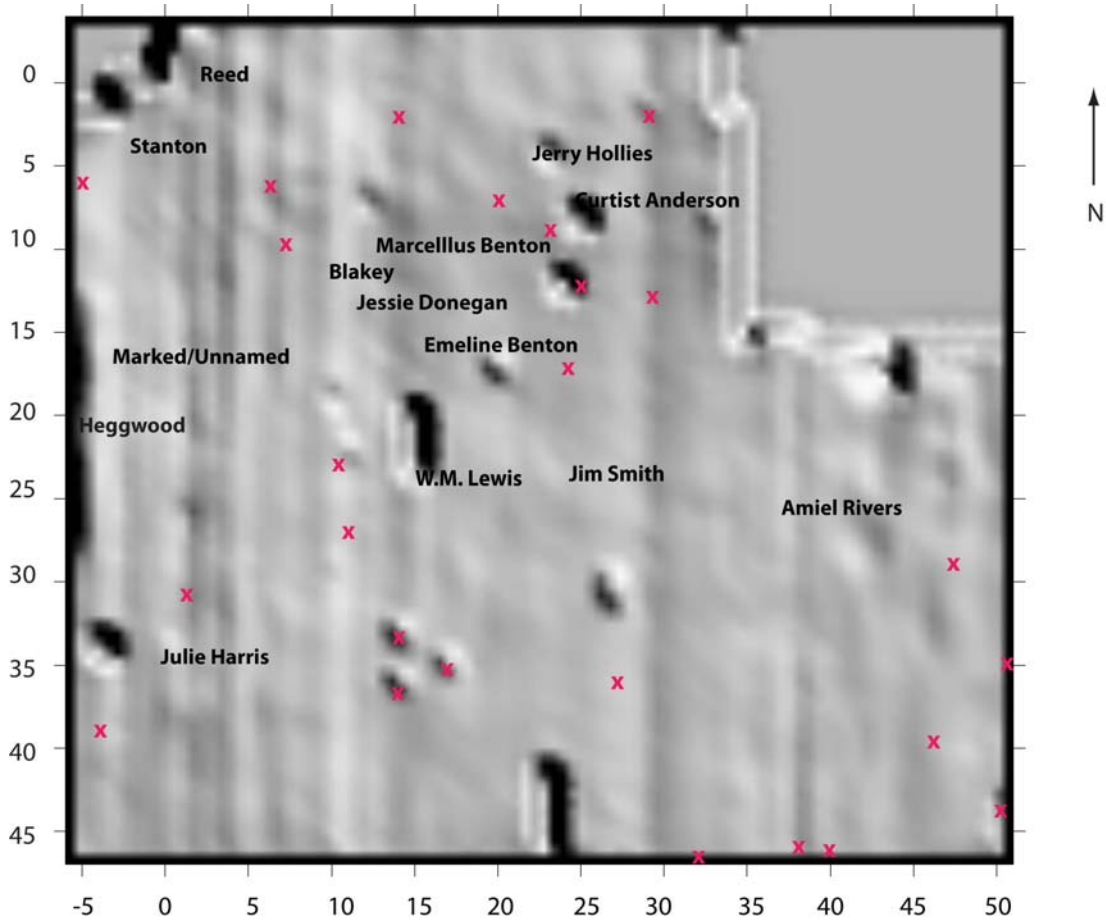 0
Reed
Stanton
Jerry Hollies
5
x
x
x
x
Curtist Anderson
x
N
x
Marcelllus Benton
10
x
Blakey
x
Jessie Donegan
x
15
Emeline Benton
Marked/Unnamed
x
20
Heggwood
x
W.M. Lewis
Jim Smith
25
Amiel Rivers
x
x
30
x
x
Julie Harris
x
x
35
x
x
x
x
40
x
x
45
x
x
x
-5 0 5 10 15 20 25 30 35 40 45 50